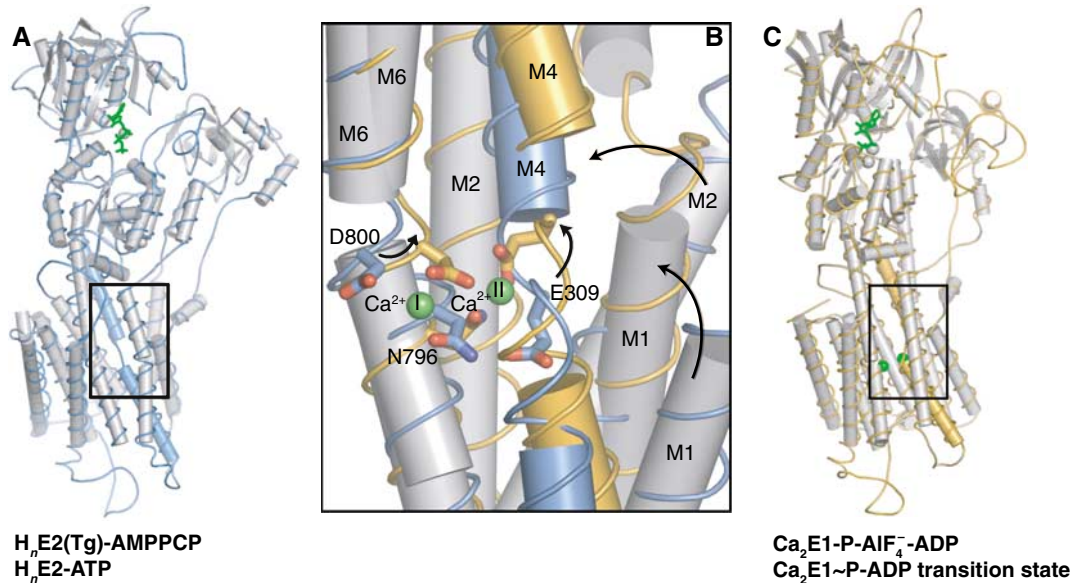 A
B
C
M6
M4
M6
M2
M4
M2
D800
Ca²⁺ I
Ca²⁺ II
E309
N796
M1
M1
HₙE2(Tg)-AMPPCP
HₙE2-ATP
Ca₂E1-P-AlF₄⁻-ADP
Ca₂E1~P-ADP transition state